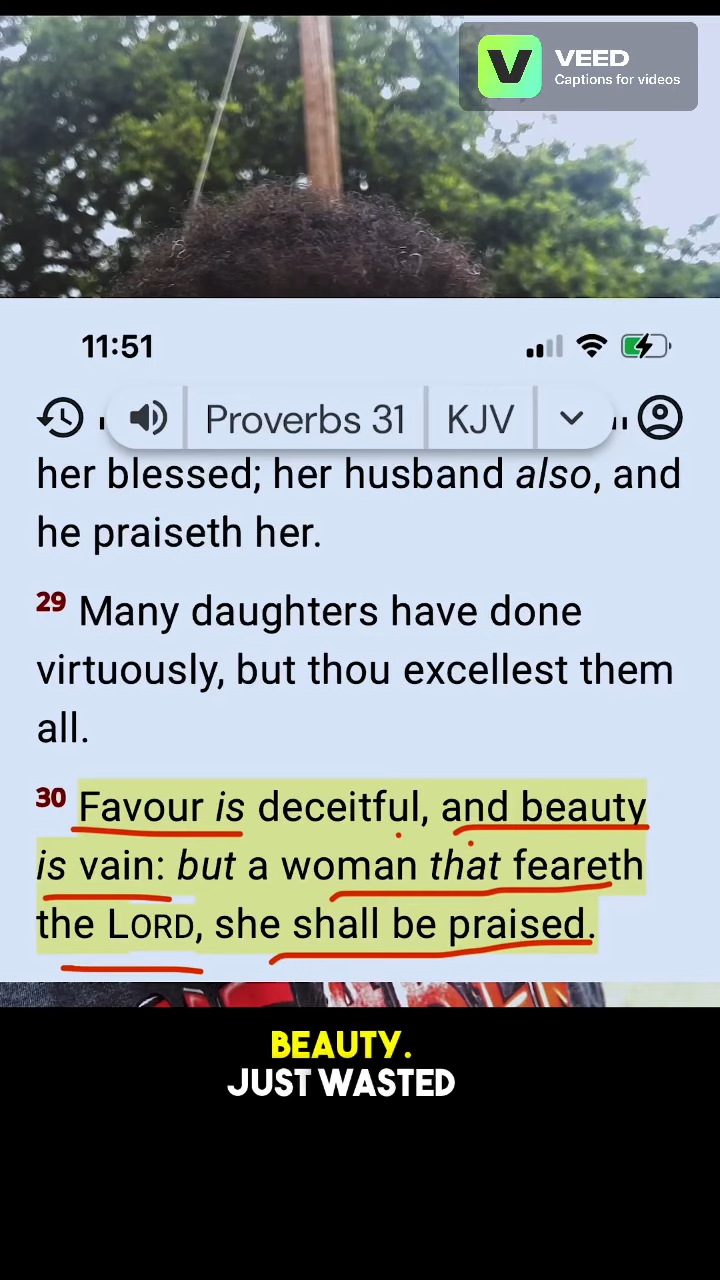 VEED
Captions for videos
11:51
Proverbs 31 KJV
her blessed; her husband also, and
he praiseth her.
29 Many daughters have done
virtuously, but thou excellest them
all.
30 Favour is deceitful, and beauty
is vain: but a woman that feareth
the LORD, she shall be praised.
BEAUTY.
JUST WASTED